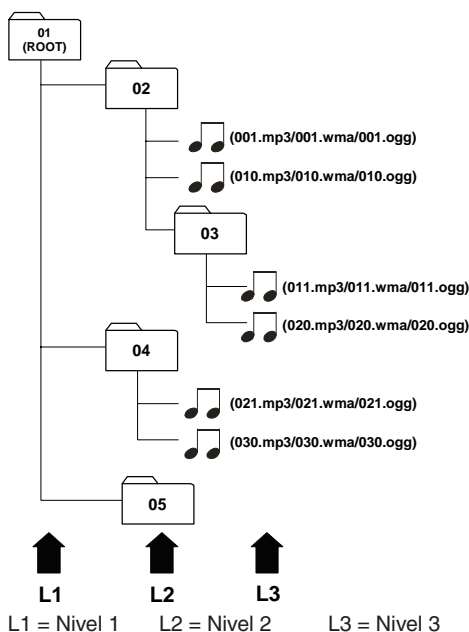 01
(ROOT)
02
(001.mp3/001.wma/001.ogg)
(010.mp3/010.wma/010.ogg)
03
(011.mp3/011.wma/011.ogg)
(020.mp3/020.wma/020.ogg)
04
(021.mp3/021.wma/021.ogg)
(030.mp3/030.wma/030.ogg)
05
L1 L2 L3
L1 = Nivel 1 L2 = Nivel 2 L3 = Nivel 3